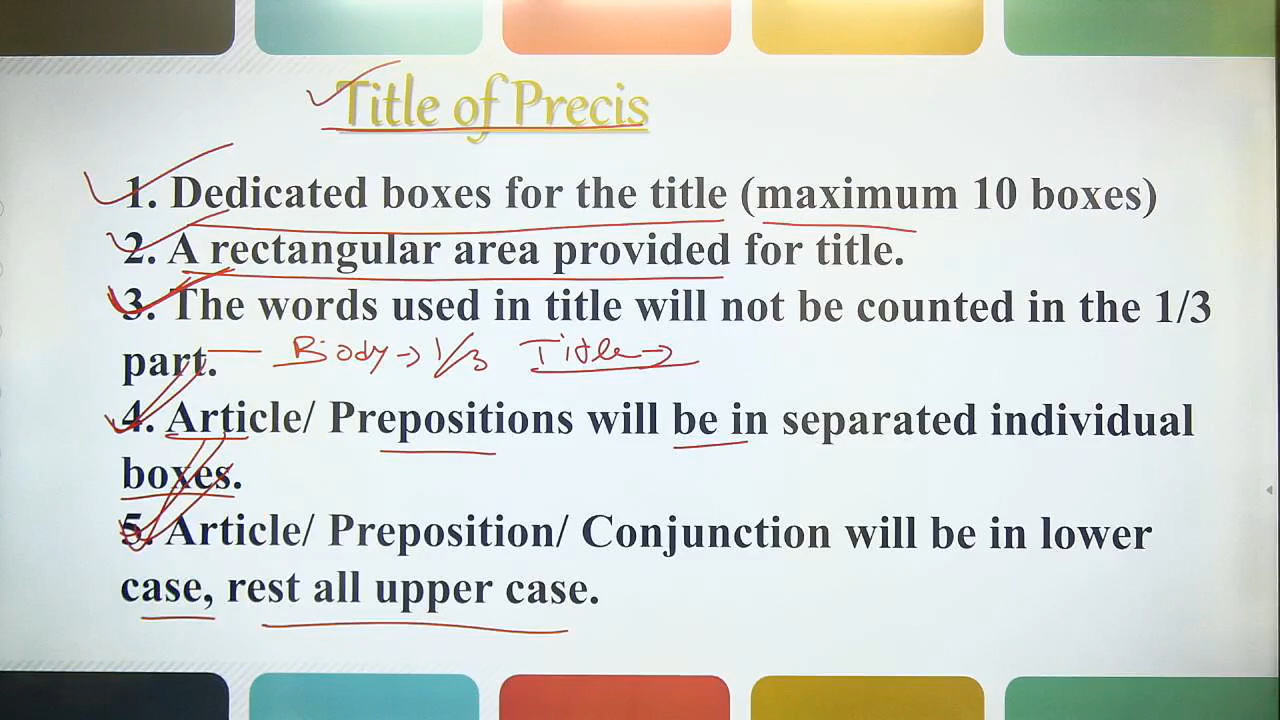 Title of Precis
1. Dedicated boxes for the title (maximum 10 boxes)
2. A rectangular area provided for title.
3. The words used in title will not be counted in the 1/3
part. — Body → 1/3 Title →
4. Article/ Prepositions will be in separated individual
boxes.
5. Article/ Preposition/ Conjunction will be in lower
case, rest all upper case.